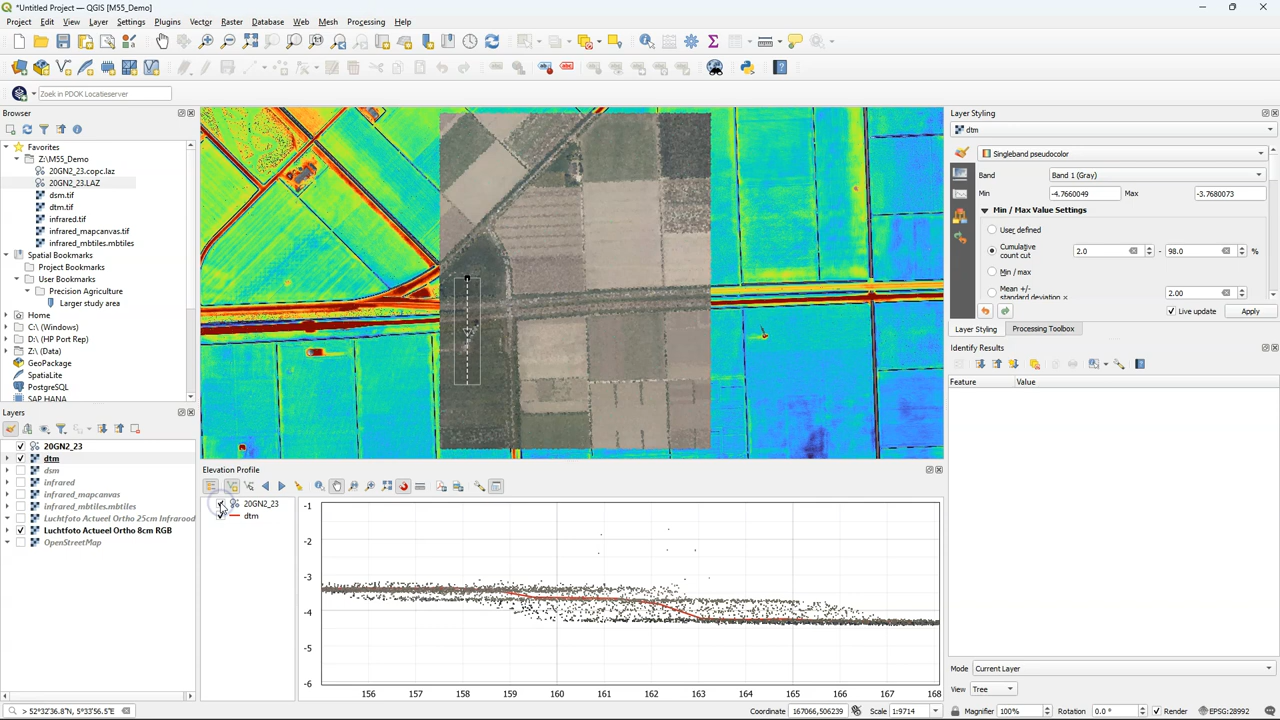 *Untitled Project — QGIS [M55_Demo]
Project Edit View Layer Settings Plugins Vector Raster Database Web Mesh Processing Help
Zoek in PDOK Locatieserver
Browser
Favorites
Z:\M55_Demo
20GN2_23.copc.laz
20GN2_23.LAZ
dsm.tif
dtm.tif
infrared.tif
infrared_mapcanvas.tif
infrared_mbtiles.mbtiles
Spatial Bookmarks
Project Bookmarks
User Bookmarks
Precision Agriculture
Larger study area
Home
C:\ (Windows)
D:\ (HP Port Rep)
Z:\ (Data)
GeoPackage
SpatiaLite
PostgreSQL
SAP HANA
Layers
20GN2_23
dtm
dsm
infrared
infrared_mapcanvas
infrared_mbtiles.mbtiles
Luchtfoto Actueel Ortho 25cm Infrarood
Luchtfoto Actueel Ortho 8cm RGB
OpenStreetMap
Elevation Profile
20GN2_23
dtm
-1
-2
-3
-4
-5
-6
156 157 158 159 160 161 162 163 164 165 166 167 168
Layer Styling
dtm
Singleband pseudocolor
Band Band 1 (Gray)
Min -4.7660049 Max -3.7680073
Min / Max Value Settings
User defined
Cumulative count cut 2.0 - 98.0 %
Min / max
Mean +/- standard deviation × 2.00
Live update Apply
Layer Styling Processing Toolbox
Identify Results
Feature Value
Mode Current Layer
View Tree
> 52°32'36.8"N, 5°33'56.5"E
Coordinate 167066,506239 Scale 1:9714 Magnifier 100% Rotation 0.0 ° Render EPSG:28992